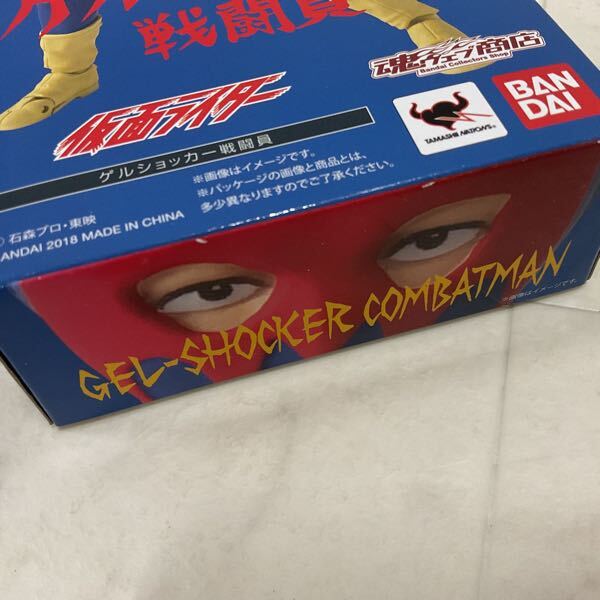 戦闘員
魂ウェブ商店
Bandai Collectors Shop
仮面ライダー
TAMASHII NATIONS
BAN
DAI
ゲルショッカー戦闘員
※画像はイメージです。
※パッケージの画像と商品とは、
多少異なりますのでご了承ください。
石森プロ・東映
ANDAI 2018 MADE IN CHINA
GEL-SHOCKER COMBATMAN
※画像はイメージです。